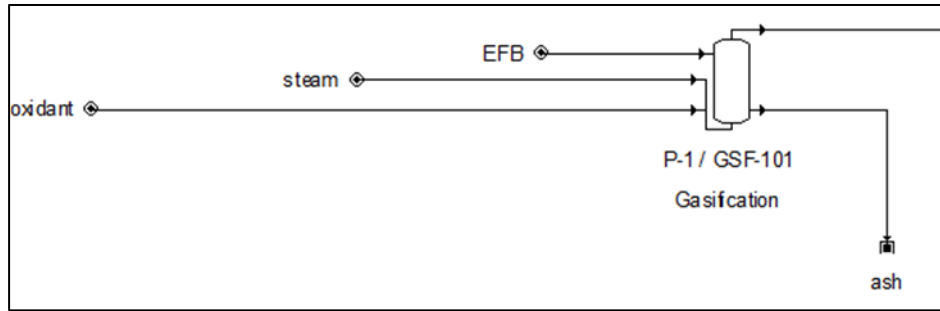 EFB
steam
oxidant
P-1 / GSF-101
Gasifcation
ash